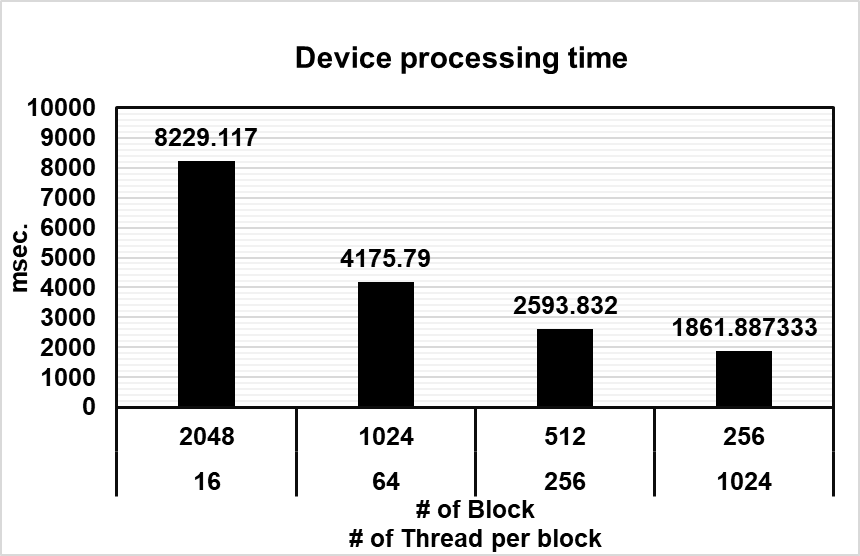 Device processing time
10000
9000
8000
7000
6000
5000
4000
3000
2000
1000
0
msec.
8229.117
4175.79
2593.832
1861.887333
2048 1024 512 256
16 64 256 1024
# of Block
# of Thread per block